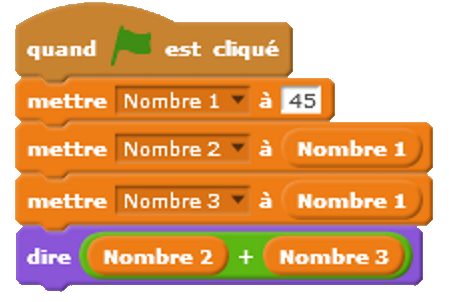 quand est cliqué
mettre Nombre 1 à 45
mettre Nombre 2 à Nombre 1
mettre Nombre 3 à Nombre 1
dire Nombre 2 + Nombre 3